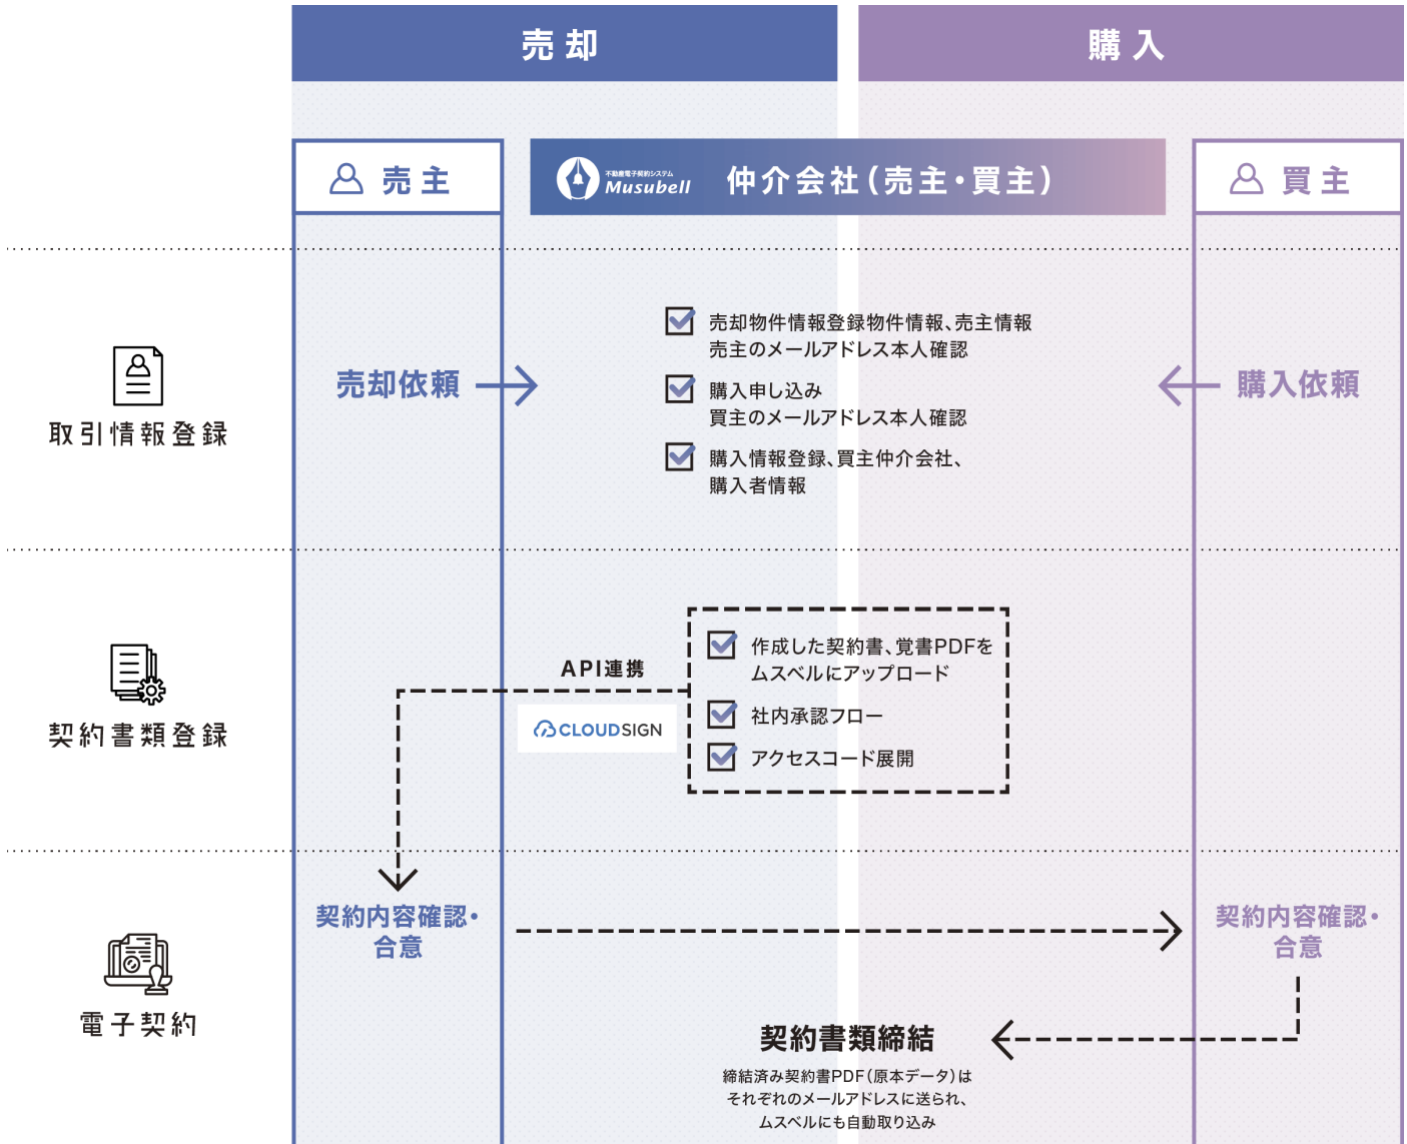 売却
購入
売主
不動産電子契約システム
Musubell
仲介会社(売主・買主)
買主
取引情報登録
売却依頼
売却物件情報登録物件情報、売主情報
売主のメールアドレス本人確認
購入申し込み
買主のメールアドレス本人確認
購入情報登録、買主仲介会社、
購入者情報
購入依頼
契約書類登録
API連携
CLOUDSIGN
作成した契約書、覚書PDFを
ムスベルにアップロード
社内承認フロー
アクセスコード展開
電子契約
契約内容確認・
合意
契約内容確認・
合意
契約書類締結
締結済み契約書PDF(原本データ)は
それぞれのメールアドレスに送られ、
ムスベルにも自動取り込み